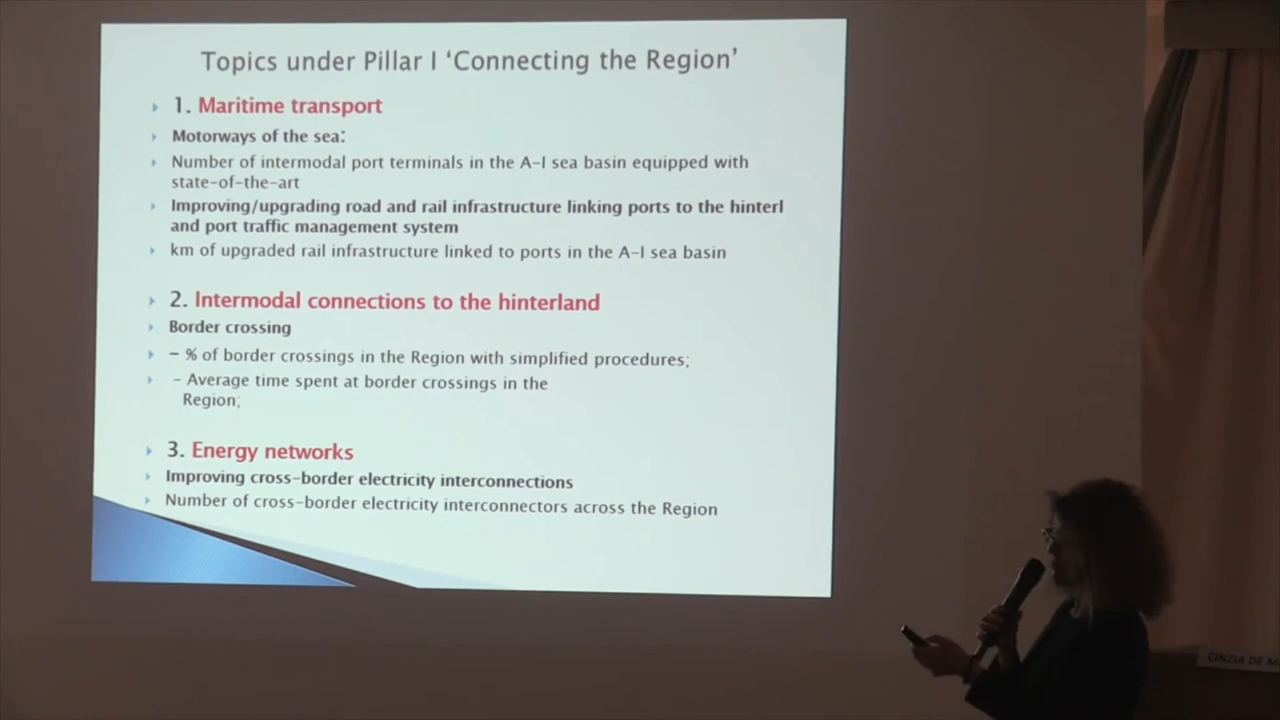 Topics under Pillar I ‘Connecting the Region’
1. Maritime transport
Motorways of the sea:
Number of intermodal port terminals in the A-I sea basin equipped with
state-of-the-art
Improving/upgrading road and rail infrastructure linking ports to the hinterl
and port traffic management system
km of upgraded rail infrastructure linked to ports in the A-I sea basin
2. Intermodal connections to the hinterland
Border crossing
- % of border crossings in the Region with simplified procedures;
- Average time spent at border crossings in the
Region;
3. Energy networks
Improving cross-border electricity interconnections
Number of cross-border electricity interconnectors across the Region
CINZIA DE M